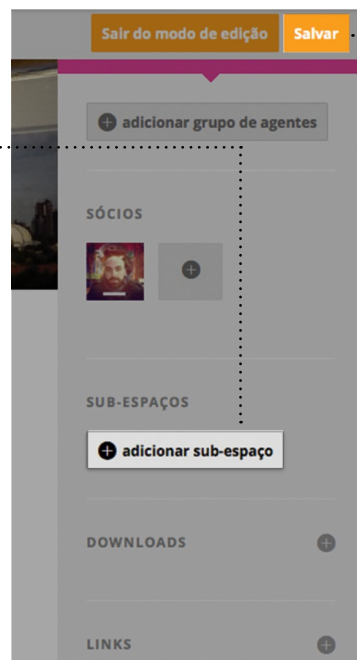 Sair do modo de edição Salvar
adicionar grupo de agentes
SÓCIOS
SUB-ESPAÇOS
adicionar sub-espaço
DOWNLOADS
LINKS